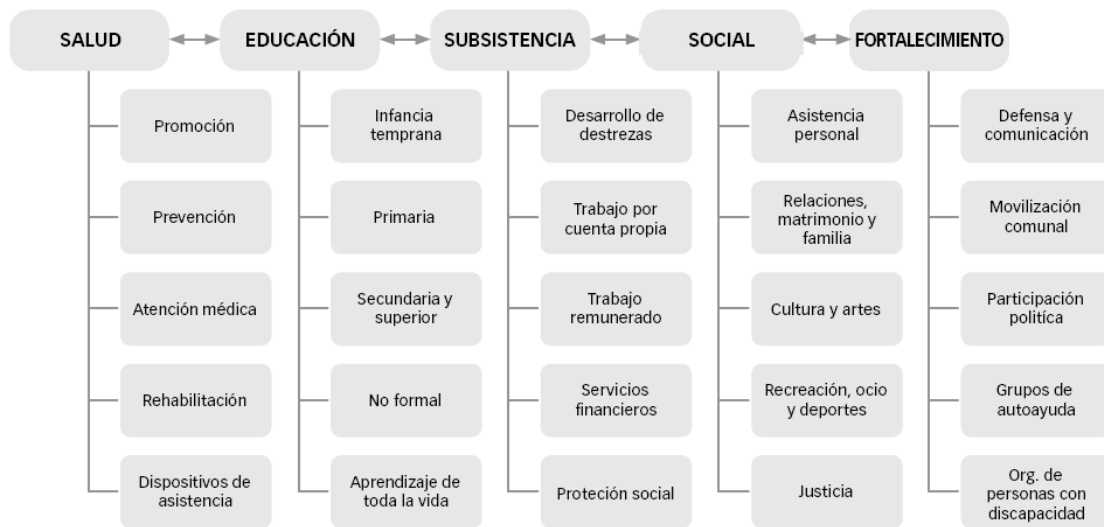 SALUD
EDUCACIÓN
SUBSISTENCIA
SOCIAL
FORTALECIMIENTO
Promoción
Prevención
Atención médica
Rehabilitación
Dispositivos de
asistencia
Infancia
temprana
Primaria
Secundaria y
superior
No formal
Aprendizaje de
toda la vida
Desarrollo de
destrezas
Trabajo por
cuenta propia
Trabajo
remunerado
Servicios
financieros
Proteción social
Asistencia
personal
Relaciones,
matrimonio y
familia
Cultura y artes
Recreación, ocio
y deportes
Justicia
Defensa y
comunicación
Movilización
comunal
Participación
politíca
Grupos de
autoayuda
Org. de
personas con
discapacidad